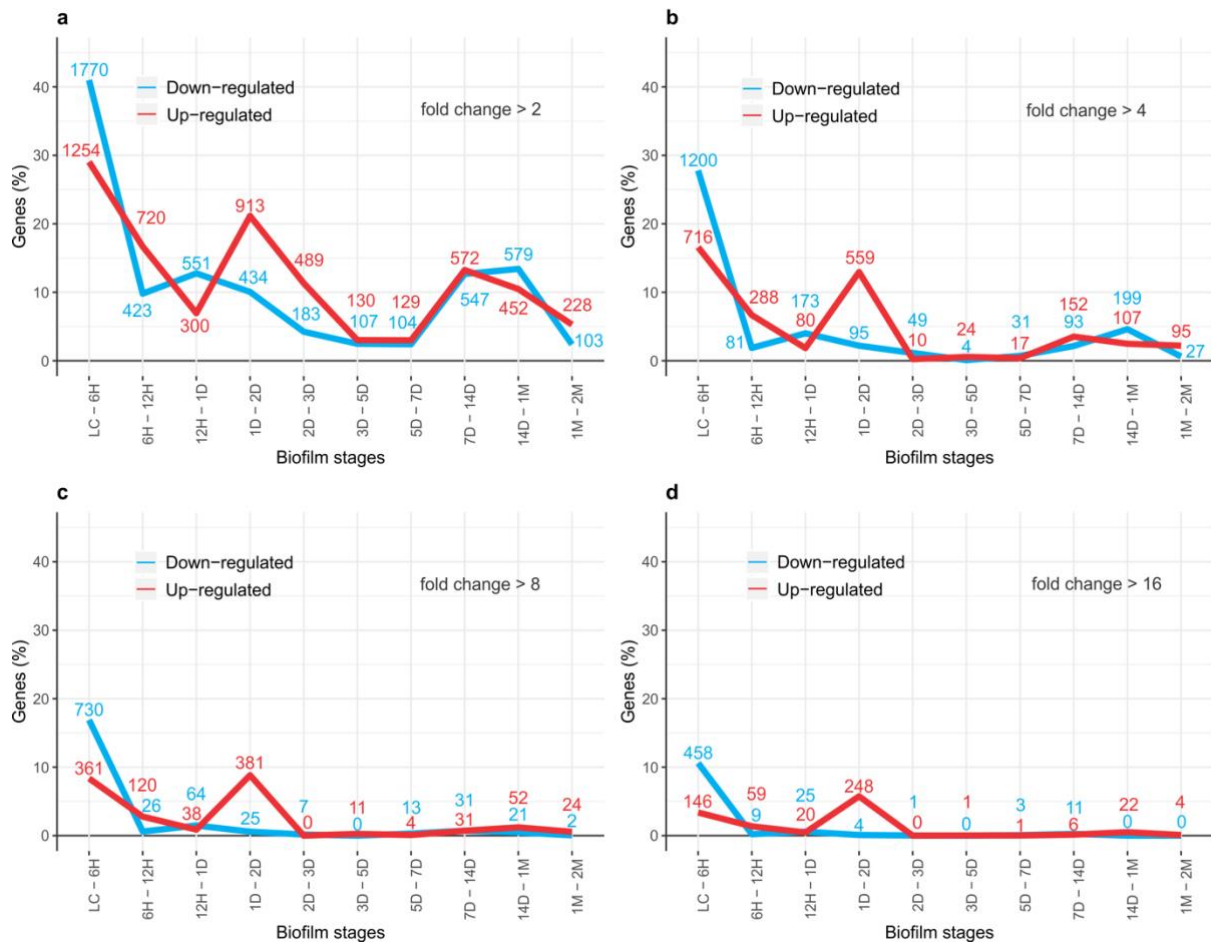 a
Genes (%)
40
30
20
10
0
Down−regulated
Up−regulated
fold change > 2
1770
1254
720
423
551
300
913
434
489
183
130
107
129
104
572
547
579
452
228
103
LC − 6H
6H − 12H
12H − 1D
1D − 2D
2D − 3D
3D − 5D
5D − 7D
7D − 14D
14D − 1M
1M − 2M
Biofilm stages
b
Genes (%)
40
30
20
10
0
Down−regulated
Up−regulated
fold change > 4
1200
716
288
81
173
80
559
95
49
10
24
4
31
17
152
93
199
107
95
27
LC − 6H
6H − 12H
12H − 1D
1D − 2D
2D − 3D
3D − 5D
5D − 7D
7D − 14D
14D − 1M
1M − 2M
Biofilm stages
c
Genes (%)
40
30
20
10
0
Down−regulated
Up−regulated
fold change > 8
730
361
120
26
64
38
381
25
7
0
11
0
13
4
31
31
52
21
24
2
LC − 6H
6H − 12H
12H − 1D
1D − 2D
2D − 3D
3D − 5D
5D − 7D
7D − 14D
14D − 1M
1M − 2M
Biofilm stages
d
Genes (%)
40
30
20
10
0
Down−regulated
Up−regulated
fold change > 16
458
146
59
9
25
20
248
4
1
0
1
0
3
1
11
6
22
0
4
0
LC − 6H
6H − 12H
12H − 1D
1D − 2D
2D − 3D
3D − 5D
5D − 7D
7D − 14D
14D − 1M
1M − 2M
Biofilm stages